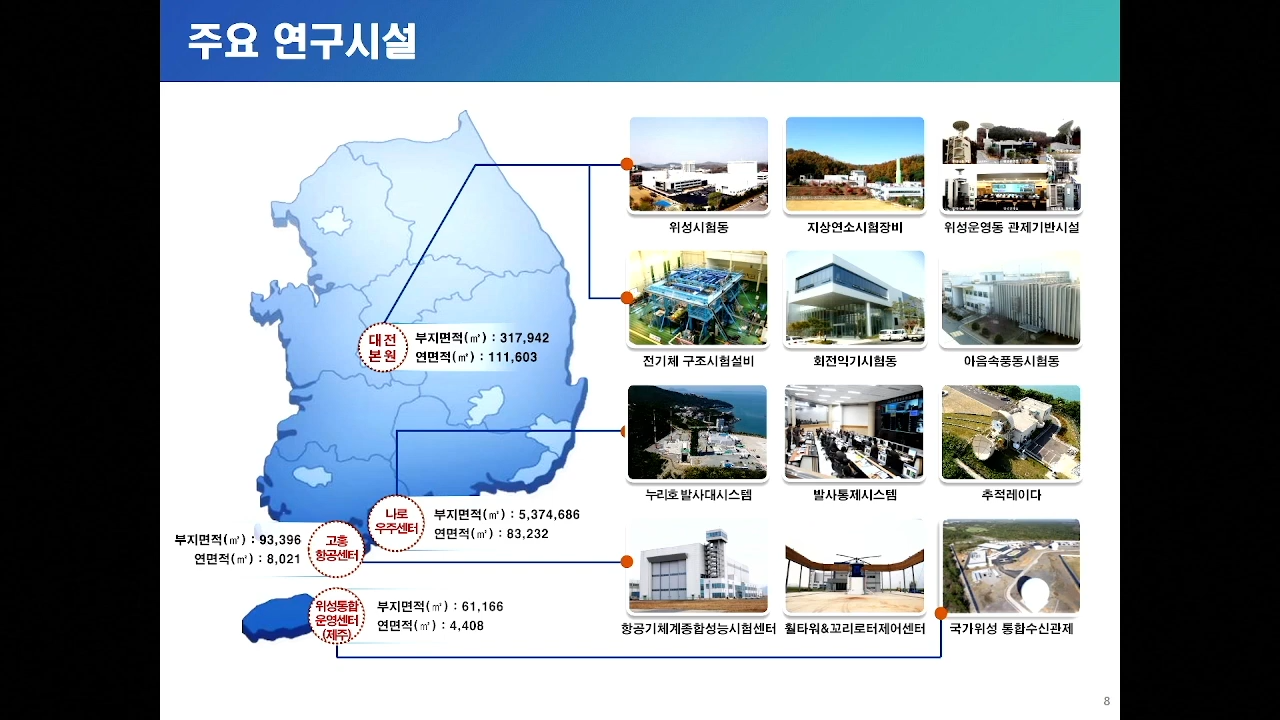 주요 연구시설
위성시험동
지상연소시험장비
위성운영동 관제기반시설
대전
본원
부지면적(㎡) : 317,942
연면적(㎡) : 111,603
전기체 구조시험설비
회전익기시험동
아음속풍동시험동
누리호 발사대시스템
발사통제시스템
추적레이다
나로
우주센터
부지면적(㎡) : 5,374,686
연면적(㎡) : 83,232
부지면적(㎡) : 93,396
연면적(㎡) : 8,021
고흥
항공센터
위성통합
운영센터
(제주)
부지면적(㎡) : 61,166
연면적(㎡) : 4,408
항공기체계종합성능시험센터
훨타워&꼬리로터제어센터
국가위성 통합수신관제
8